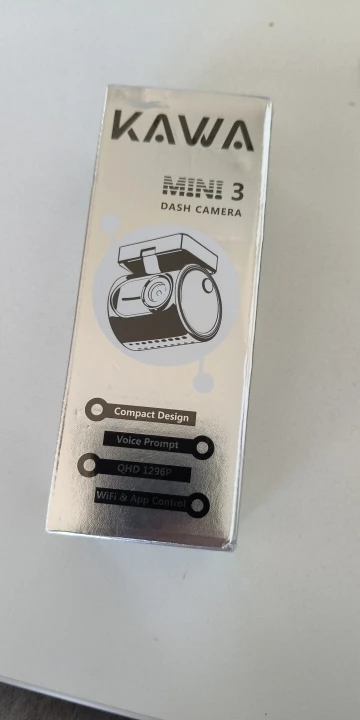 KAWA
MINI 3
DASH CAMERA
Compact Design
Voice Prompt
QHD 1296P
WiFi & App Control